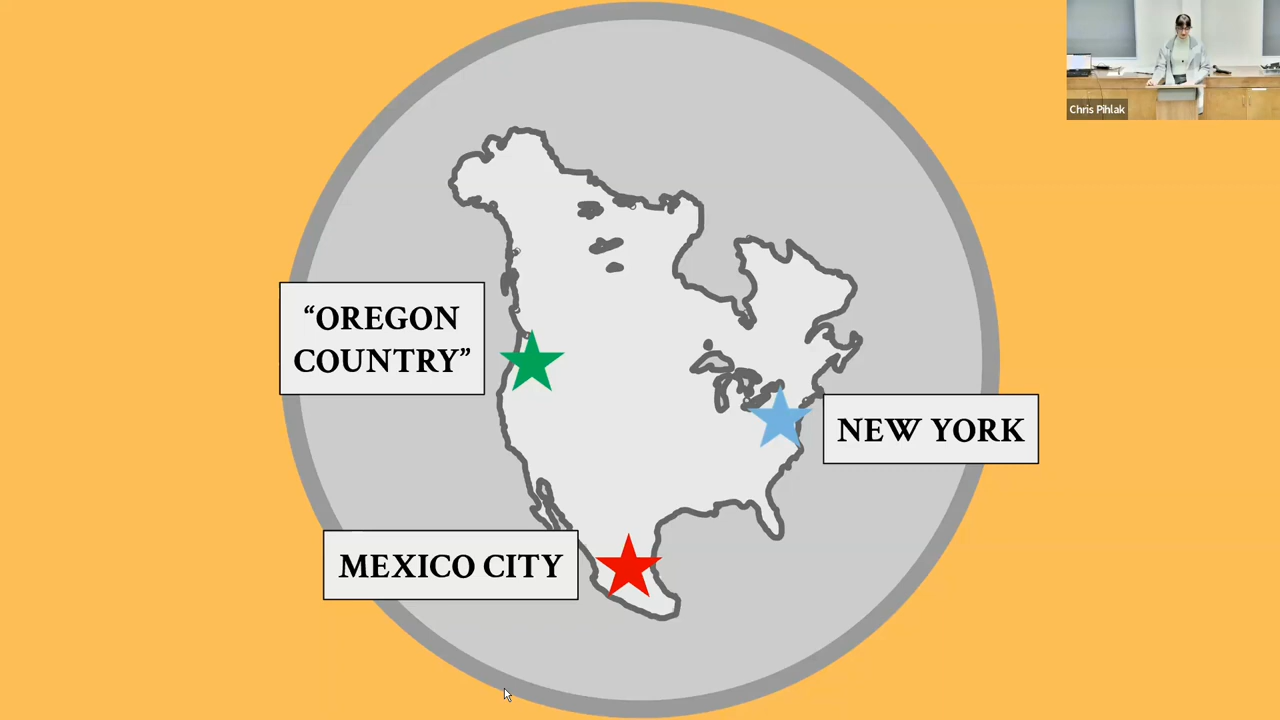 Chris Pihlak
“OREGON
COUNTRY”
NEW YORK
MEXICO CITY